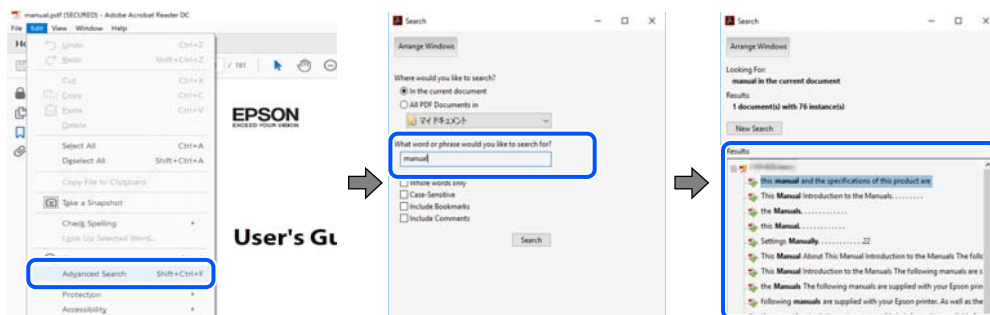 manual.pdf (SECURED) - Adobe Acrobat Reader DC
File Edit View Window Help
Undo Ctrl+Z
Redo Shift+Ctrl+Z
Cut Ctrl+X
Copy Ctrl+C
Paste Ctrl+V
Delete
Select All Ctrl+A
Deselect All Shift+Ctrl+A
Copy File to Clipboard
Take a Snapshot
Check Spelling
Look Up Selected Word...
Advanced Search Shift+Ctrl+F
Protection
Accessibility
/ 181
EPSON
EXCEED YOUR VISION
User's Gu
Search
Arrange Windows
Where would you like to search?
In the current document
All PDF Documents in
マイ ドキュメント
What word or phrase would you like to search for?
manual
Whole words only
Case-Sensitive
Include Bookmarks
Include Comments
Search
Search
Arrange Windows
Looking For:
manual in the current document
Results:
1 document(s) with 76 instance(s)
New Search
Results:
this manual and the specifications of this product are
This Manual Introduction to the Manuals. . . . . . . .
the Manuals. . . . . . . . . . . . .
this Manual. . . . . . . . . . . . .
Settings Manually. . . . . . . . . . . .22
This Manual About This Manual Introduction to the Manuals The follo
This Manual Introduction to the Manuals The following manuals are s
the Manuals The following manuals are supplied with your Epson prin
following manuals are supplied with your Epson printer. As well as the